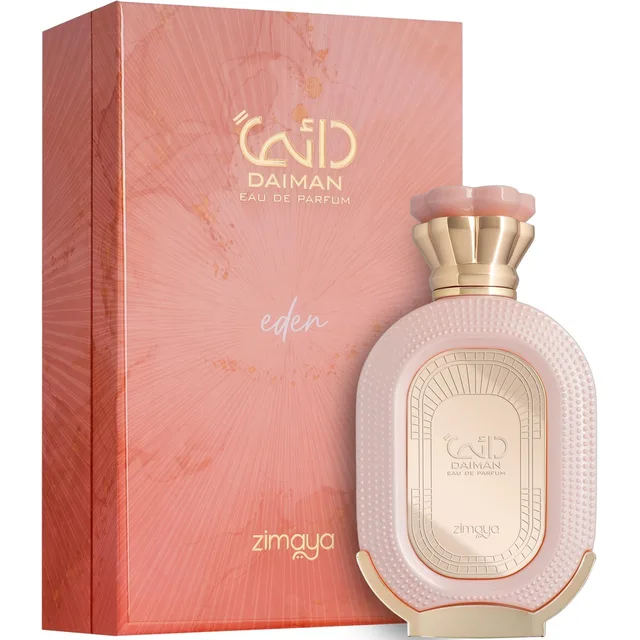 دائماً
DAIMAN
EAU DE PARFUM
eden
zimaya
دائماً
DAIMAN
EAU DE PARFUM
zimaya